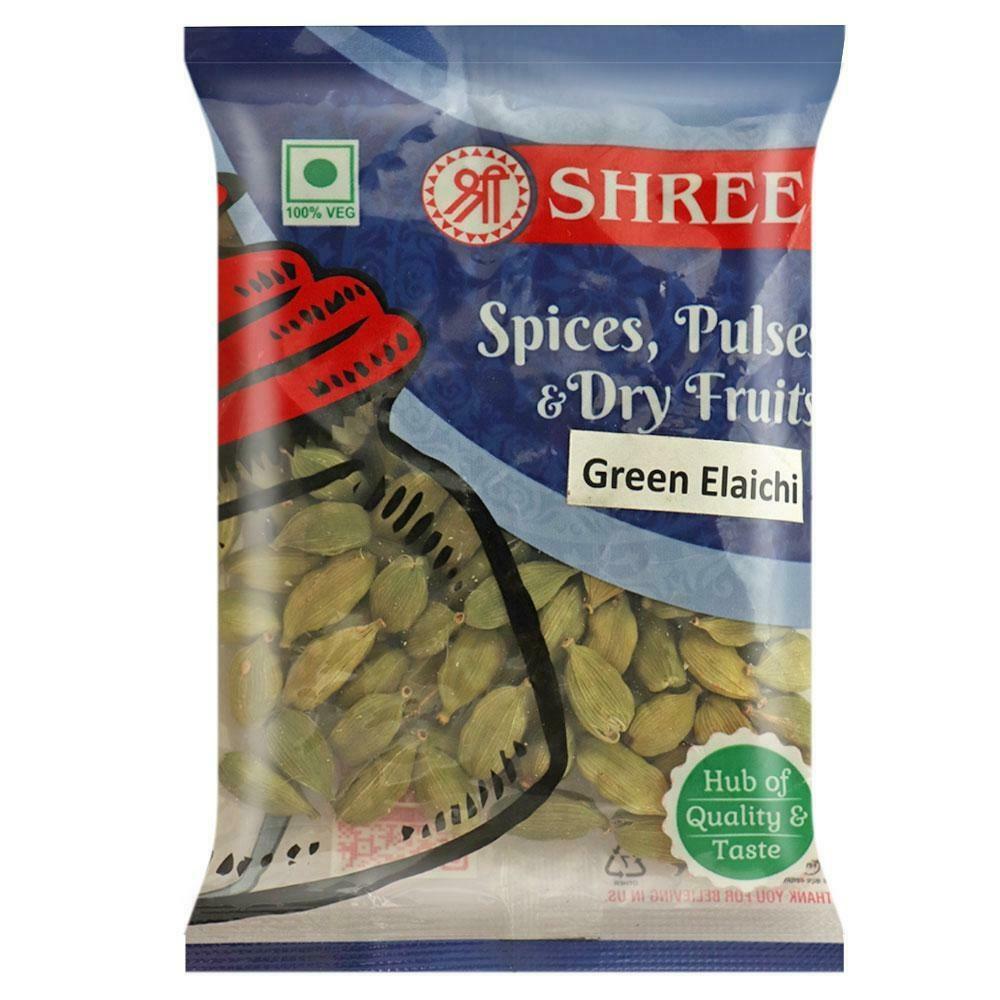 100% VEG
श्री SHREE
Spices, Pulses
& Dry Fruits
Green Elaichi
Hub of
Quality &
Taste
OTHER
THANK YOU FOR BELIEVING IN US.